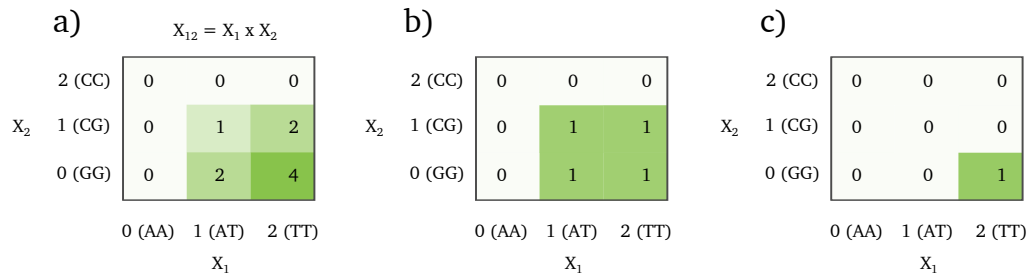 a)
X₁₂ = X₁ x X₂
X₂
2 (CC) 0 0 0
1 (CG) 0 1 2
0 (GG) 0 2 4
0 (AA) 1 (AT) 2 (TT)
X₁
b)
X₂
2 (CC) 0 0 0
1 (CG) 0 1 1
0 (GG) 0 1 1
0 (AA) 1 (AT) 2 (TT)
X₁
c)
X₂
2 (CC) 0 0 0
1 (CG) 0 0 0
0 (GG) 0 0 1
0 (AA) 1 (AT) 2 (TT)
X₁